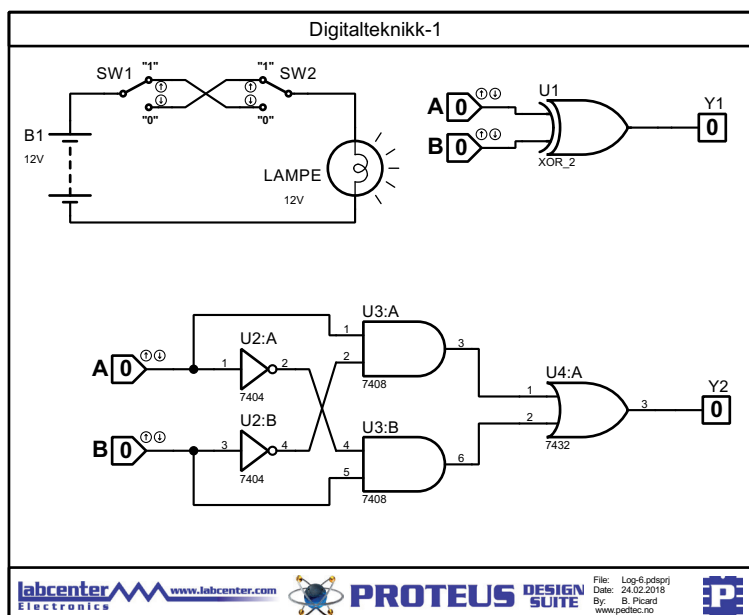 Digitalteknikk-1
SW1 "1" "1" SW2
"0" "0"
B1
12V
LAMPE
12V
A 0
B 0
U1
XOR_2
Y1
0
A 0
B 0
1 U2:A 2
7404
3 U2:B 4
7404
U3:A
1
2
3
7408
U3:B
4
5
6
7408
U4:A
1
2
3
7432
Y2
0
labcenter www.labcenter.com
Electronics
PROTEUS DESIGN SUITE
File: Log-6.pdsprj
Date: 24.02.2018
By: B. Picard
www.pedtec.no
P